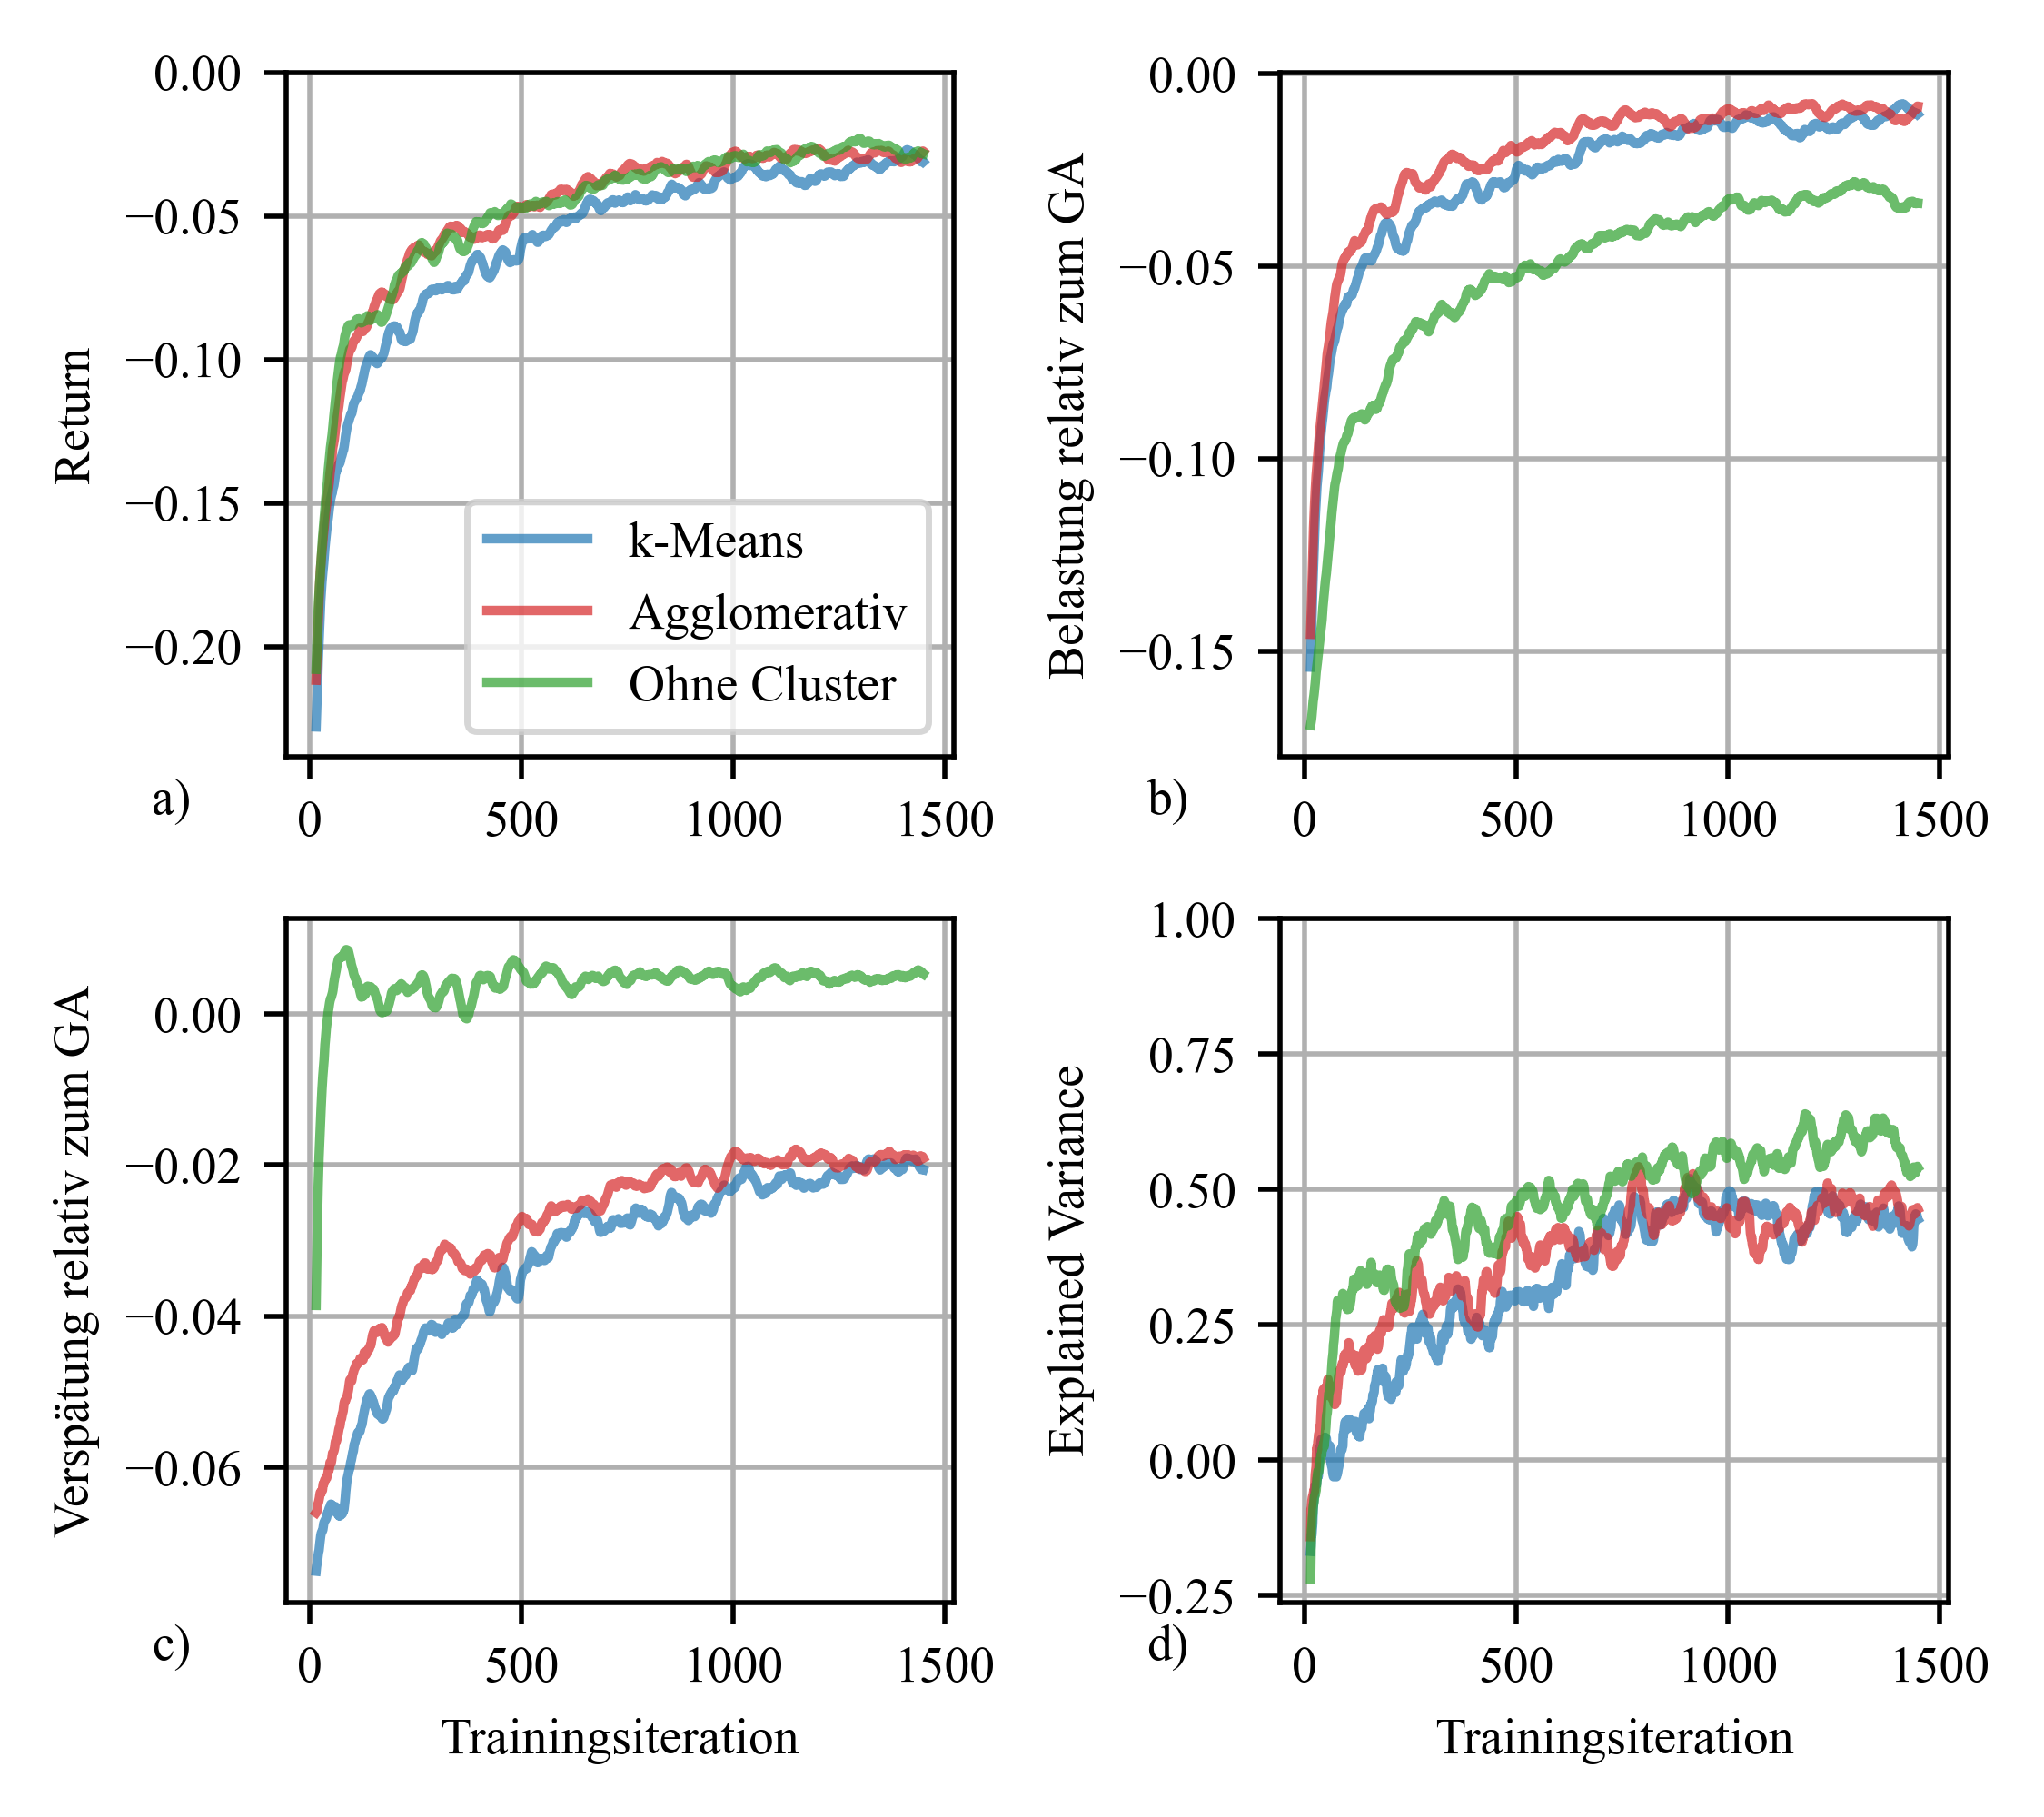 0.00
−0.05
−0.10
−0.15
−0.20
Return
k-Means
Agglomerativ
Ohne Cluster
a)
0
500
1000
1500
0.00
−0.05
−0.10
−0.15
Belastung relativ zum GA
b)
0
500
1000
1500
0.00
−0.02
−0.04
−0.06
Verspätung relativ zum GA
c)
0
500
1000
1500
Trainingsiteration
1.00
0.75
0.50
0.25
0.00
−0.25
Explained Variance
d)
0
500
1000
1500
Trainingsiteration